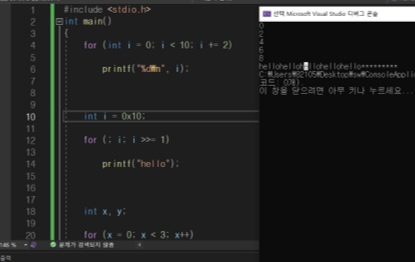 #include <stdio.h>
int main()
{
for (int i = 0; i < 10; i += 2)
printf("%d₩n", i);
int i = 0x10;
for (; i; i >>= 1)
printf("hello");
int x, y;
for (x = 0; x < 3; x++)
1
2
3
4
5
6
7
8
9
10
11
12
13
14
15
16
17
18
19
20
146 %
문제가 검색되지 않음
출력
선택 Microsoft Visual Studio 디버그 콘솔
0
2
4
6
8
hellohellohellohellohello*********
C:₩Users₩82105₩Desktop₩sw₩ConsoleApplic
코드: 0개)
이 창을 닫으려면 아무 키나 누르세요...